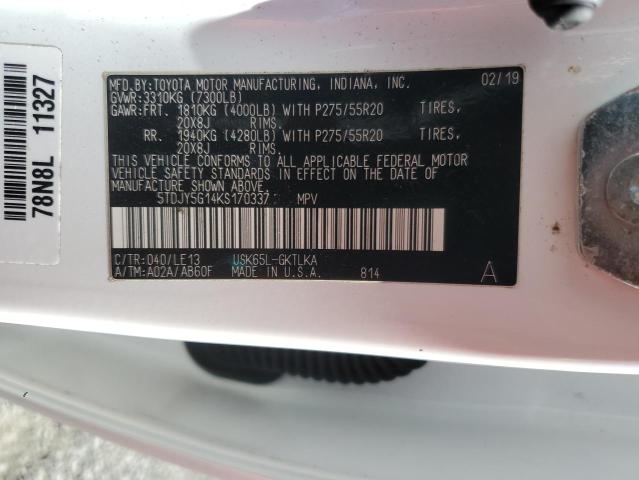 78N8L 11327
MFD.BY:TOYOTA MOTOR MANUFACTURING, INDIANA, INC. 02/19
GVWR:3310KG (7300LB)
GAWR:FRT. 1810KG (4000LB) WITH P275/55R20 TIRES,
20X8J RIMS.
RR. 1940KG (4280LB) WITH P275/55R20 TIRES,
20X8J RIMS.
THIS VEHICLE CONFORMS TO ALL APPLICABLE FEDERAL MOTOR
VEHICLE SAFETY STANDARDS IN EFFECT ON THE DATE OF
MANUFACTURE SHOWN ABOVE.
5TDJY5G14KS170337 MPV
C/TR:040/LE13 USK65L-GKTLKA
A/TM:A02A/AB60F MADE IN U.S.A. 814 A